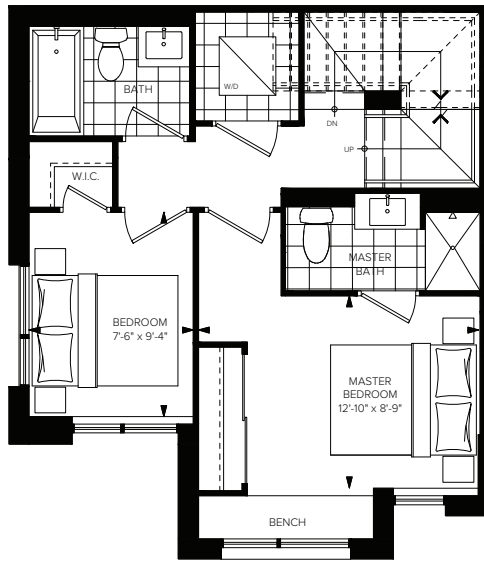 BATH
W/D
DN
UP
W.I.C.
MASTER
BATH
BEDROOM
7'-6" x 9'-4"
MASTER
BEDROOM
12'-10" x 8'-9"
BENCH